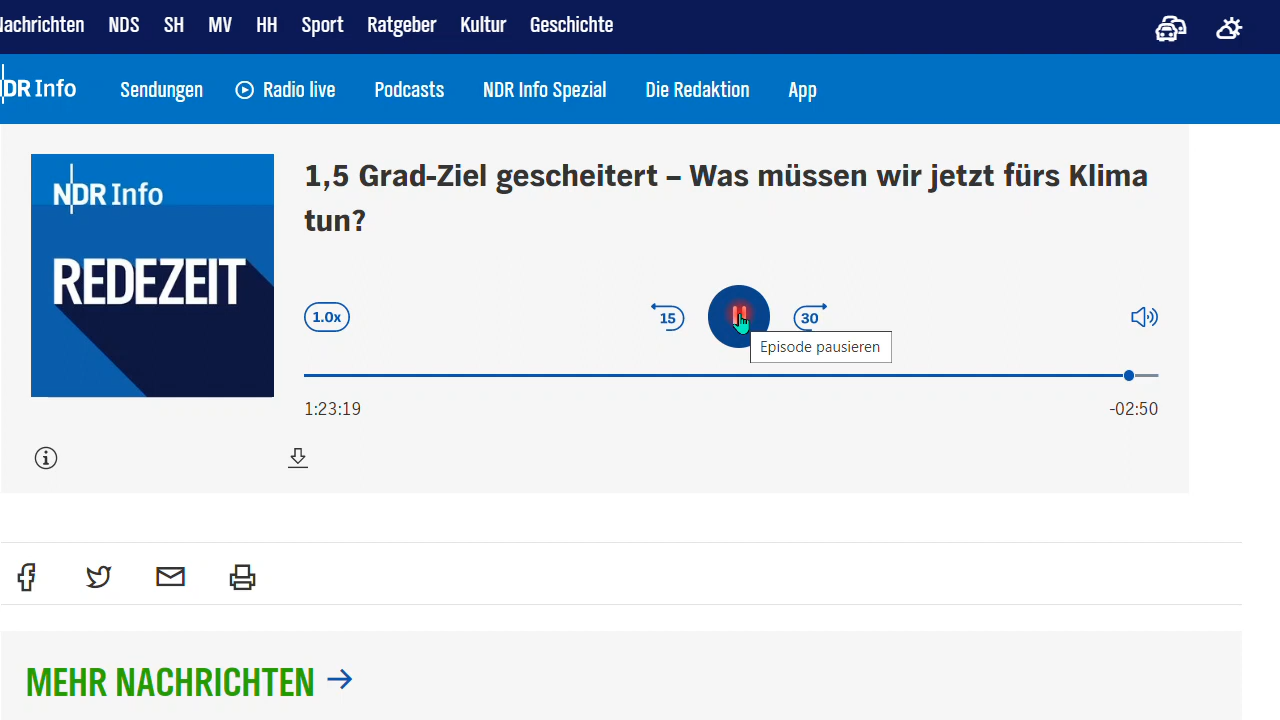 Nachrichten NDS SH MV HH Sport Ratgeber Kultur Geschichte
NDR Info Sendungen Radio live Podcasts NDR Info Spezial Die Redaktion App
NDR Info
REDEZEIT
1,5 Grad-Ziel gescheitert – Was müssen wir jetzt fürs Klima
tun?
1.0x 15 30
Episode pausieren
1:23:19 -02:50
MEHR NACHRICHTEN